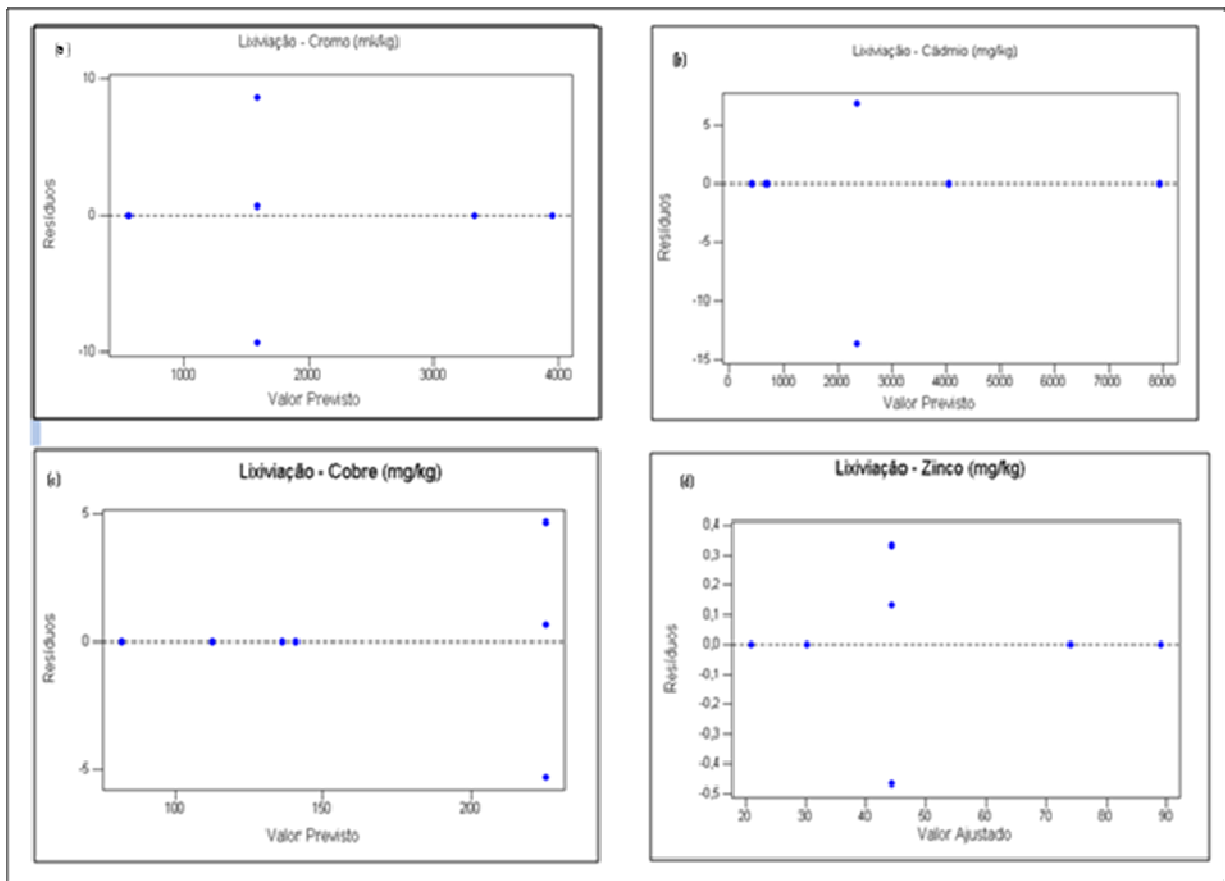 Lixiviação - Cromo (mk/kg)
10
0
-10
Resíduos
1000 2000 3000 4000
Valor Previsto
Lixiviação - Cádmio (mg/kg)
5
0
-5
-10
-15
Resíduos
0 1000 2000 3000 4000 5000 6000 7000 8000
Valor Previsto
(c)
Lixiviação - Cobre (mg/kg)
5
0
-5
Resíduos
100 150 200
Valor Previsto
(d)
Lixiviação - Zinco (mg/kg)
0,4
0,3
0,2
0,1
0,0
-0,1
-0,2
-0,3
-0,4
-0,5
Resíduos
20 30 40 50 60 70 80 90
Valor Ajustado